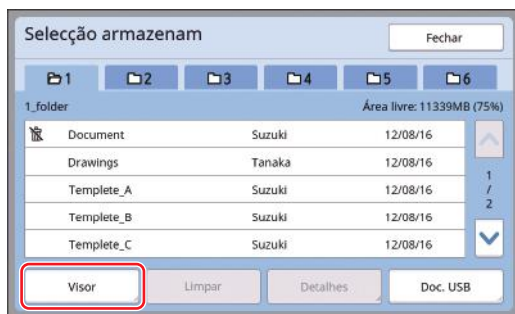 Selecção armazenam
Fechar
1 2 3 4 5 6
1_folder Área livre: 11339MB (75%)
Document Suzuki 12/08/16
Drawings Tanaka 12/08/16
Templete_A Suzuki 12/08/16
Templete_B Suzuki 12/08/16
Templete_C Suzuki 12/08/16
1
/
2
Visor Limpar Detalhes Doc. USB